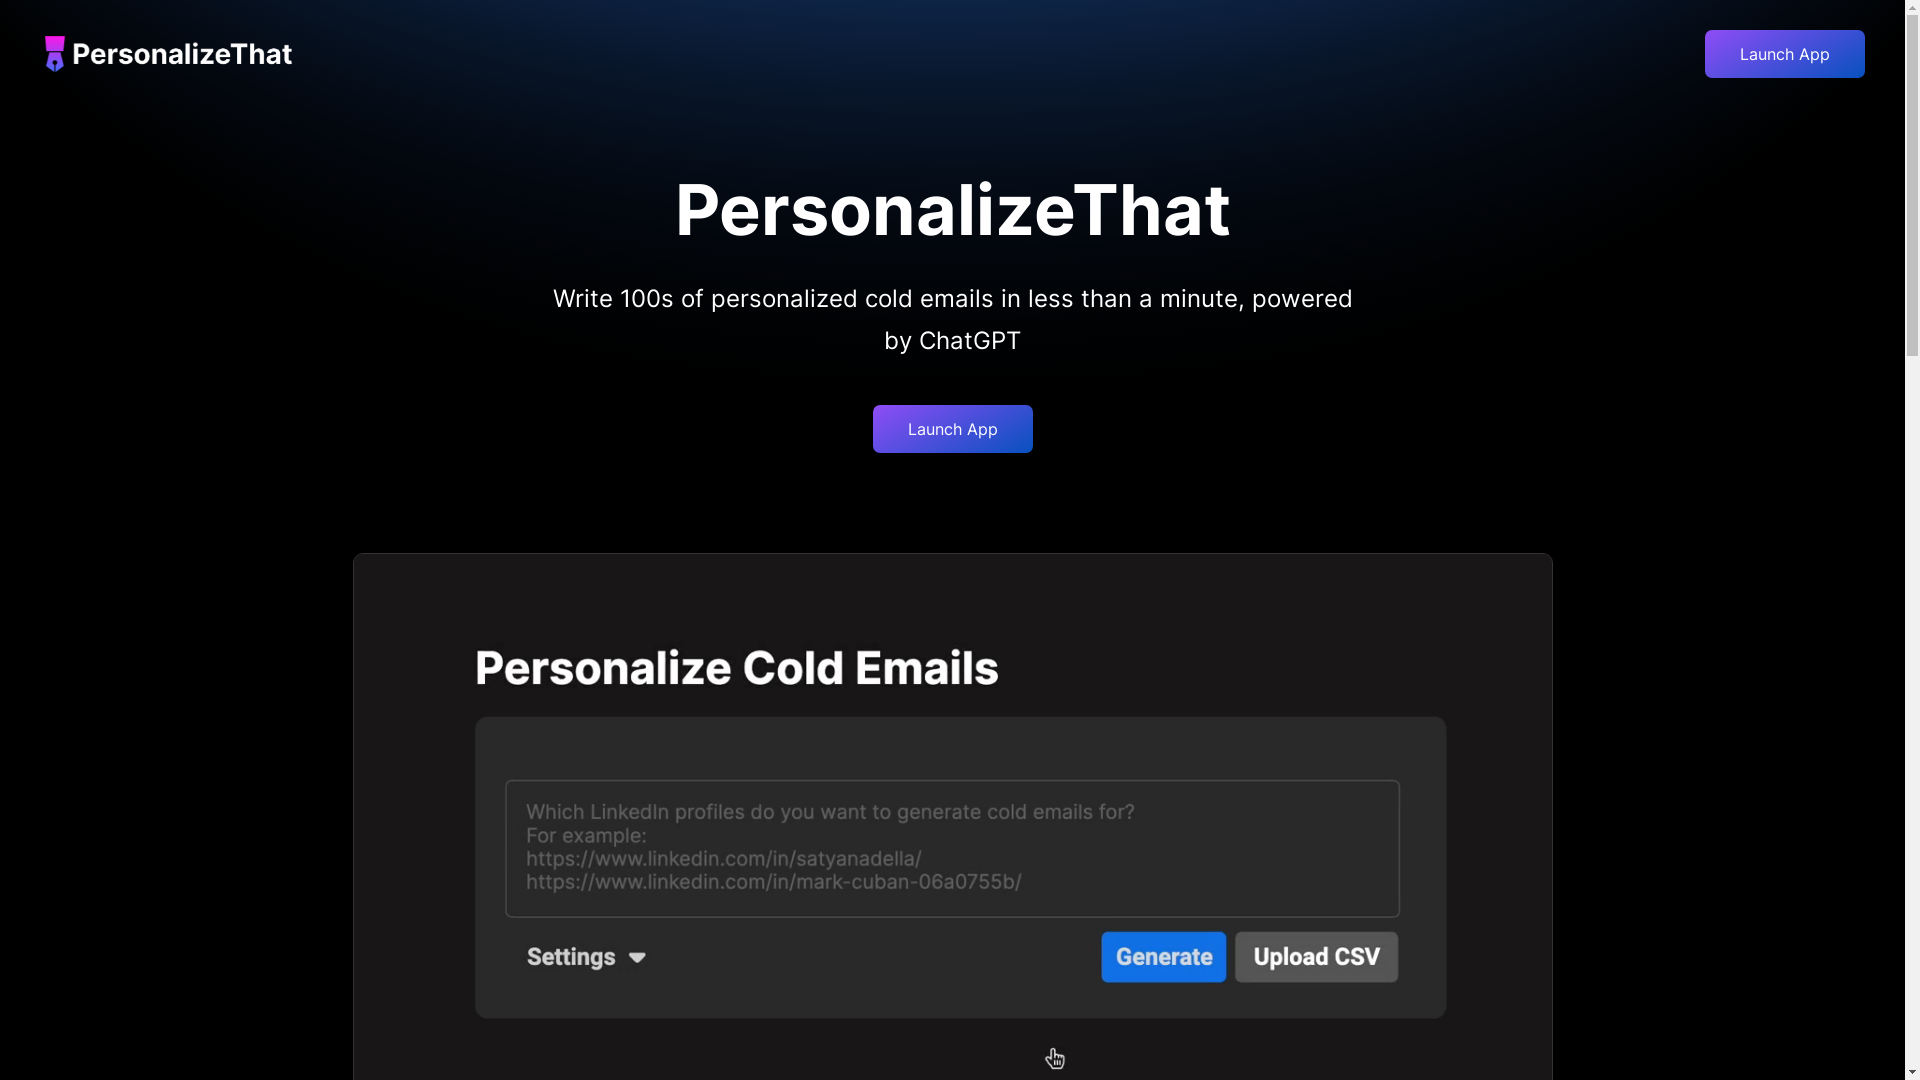 PersonalizeThat
Launch App
PersonalizeThat
Write 100s of personalized cold emails in less than a minute, powered
by ChatGPT
Launch App
Personalize Cold Emails
Which LinkedIn profiles do you want to generate cold emails for?
For example:
https://www.linkedin.com/in/satyanadella/
https://www.linkedin.com/in/mark-cuban-06a0755b/
Settings
Generate
Upload CSV